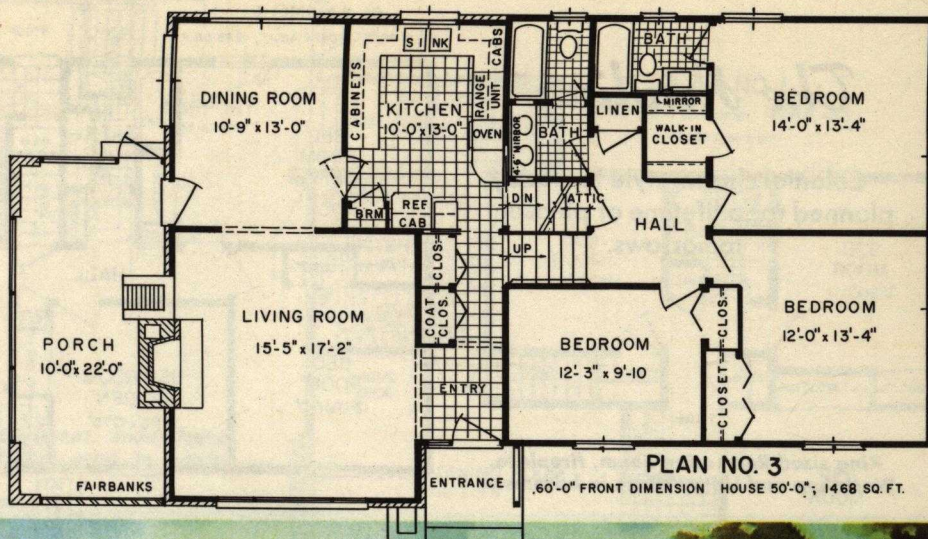 DINING ROOM
10'-9" x 13'-0"
CABINETS
SINK
KITCHEN
10'-0" x 13'-0"
CABS
RANGE
UNIT
OVEN
BRM
REF
CAB
4'-6" MIRROR
BATH
BATH
LINEN
MIRROR
WALK-IN
CLOSET
BEDROOM
14'-0" x 13'-4"
DN
ATTIC
HALL
UP
CLOS.
COAT
CLOS.
LIVING ROOM
15'-5" x 17'-2"
PORCH
10'-0" x 22'-0"
ENTRY
BEDROOM
12'-3" x 9'-10
CLOS.
CLOSET
BEDROOM
12'-0" x 13'-4"
FAIRBANKS
ENTRANCE
PLAN NO. 3
60'-0" FRONT DIMENSION HOUSE 50'-0"; 1468 SQ. FT.